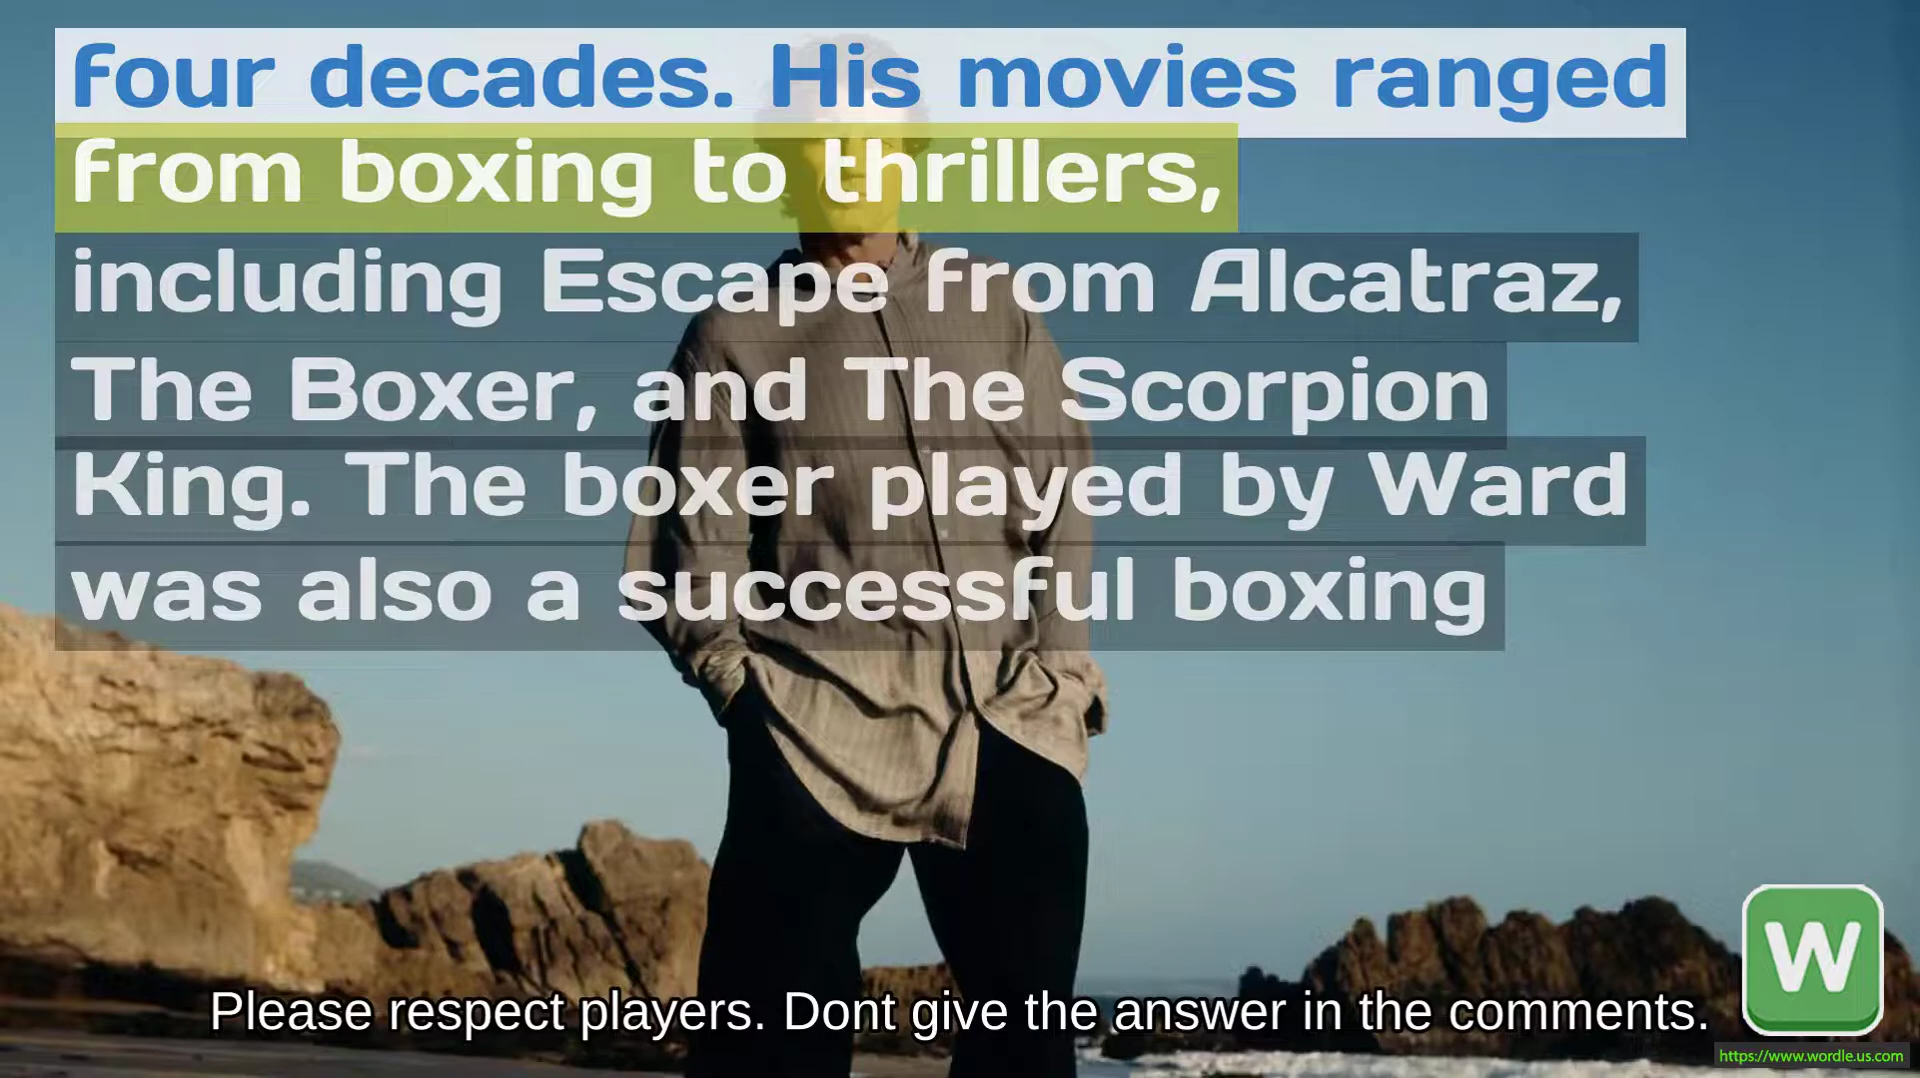 four decades. His movies ranged
from boxing to thrillers,
including Escape from Alcatraz,
The Boxer, and The Scorpion
King. The boxer played by Ward
was also a successful boxing
Please respect players. Dont give the answer in the comments.
W
https://www.wordle.us.com